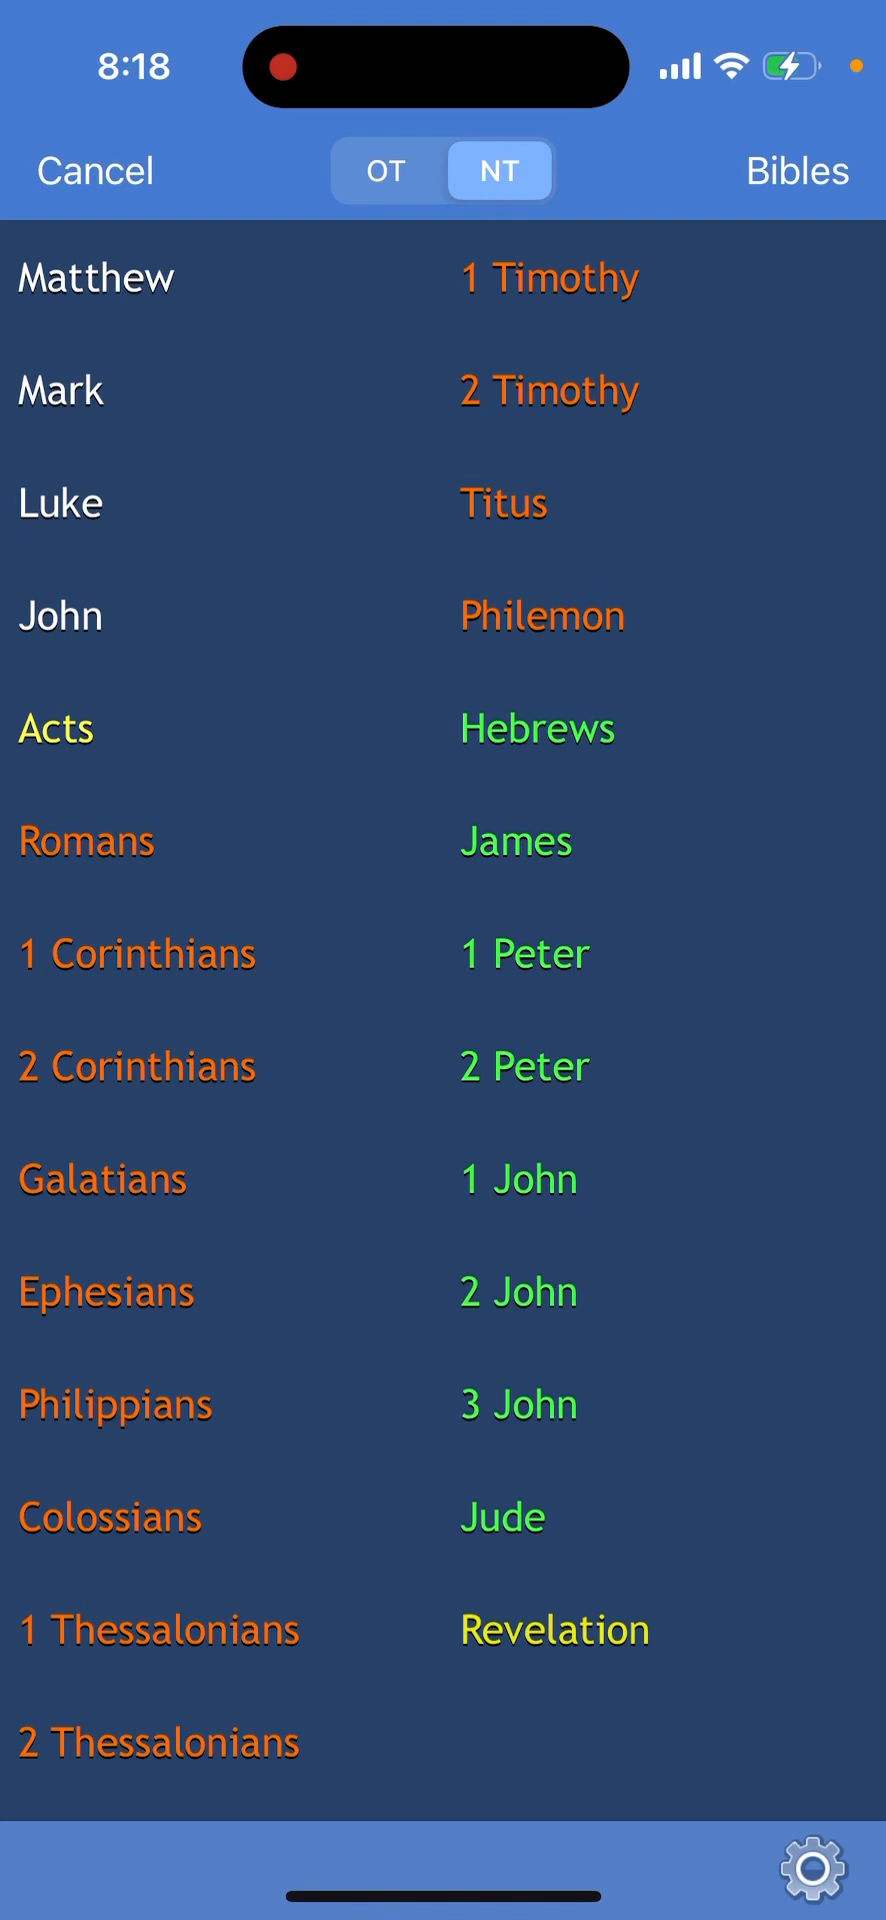 8:18
Cancel
OT
NT
Bibles
Matthew
Mark
Luke
John
Acts
Romans
1 Corinthians
2 Corinthians
Galatians
Ephesians
Philippians
Colossians
1 Thessalonians
2 Thessalonians
1 Timothy
2 Timothy
Titus
Philemon
Hebrews
James
1 Peter
2 Peter
1 John
2 John
3 John
Jude
Revelation